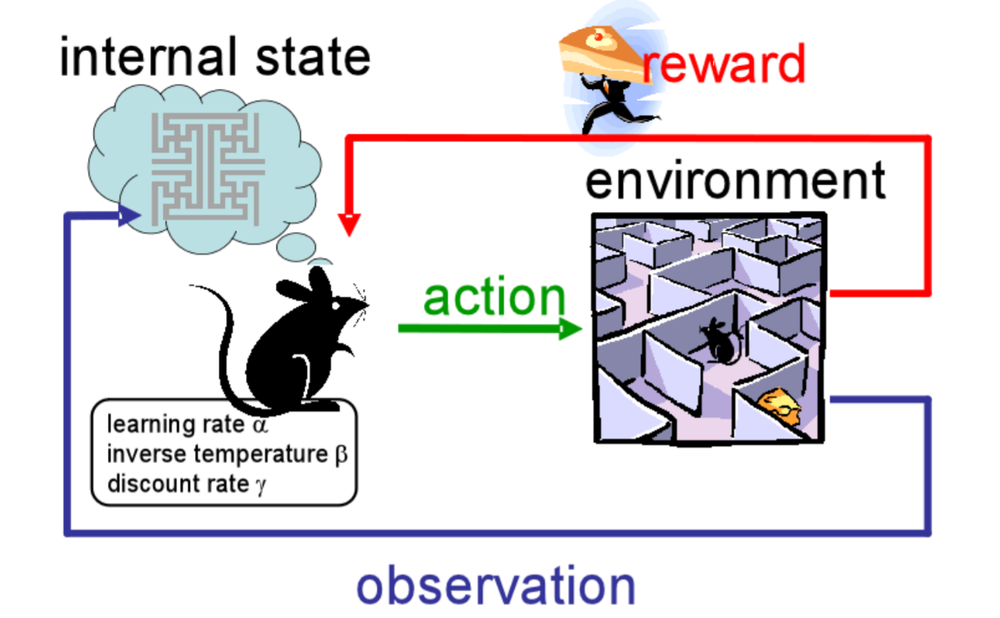 internal state
reward
environment
action
learning rate α
inverse temperature β
discount rate γ
observation